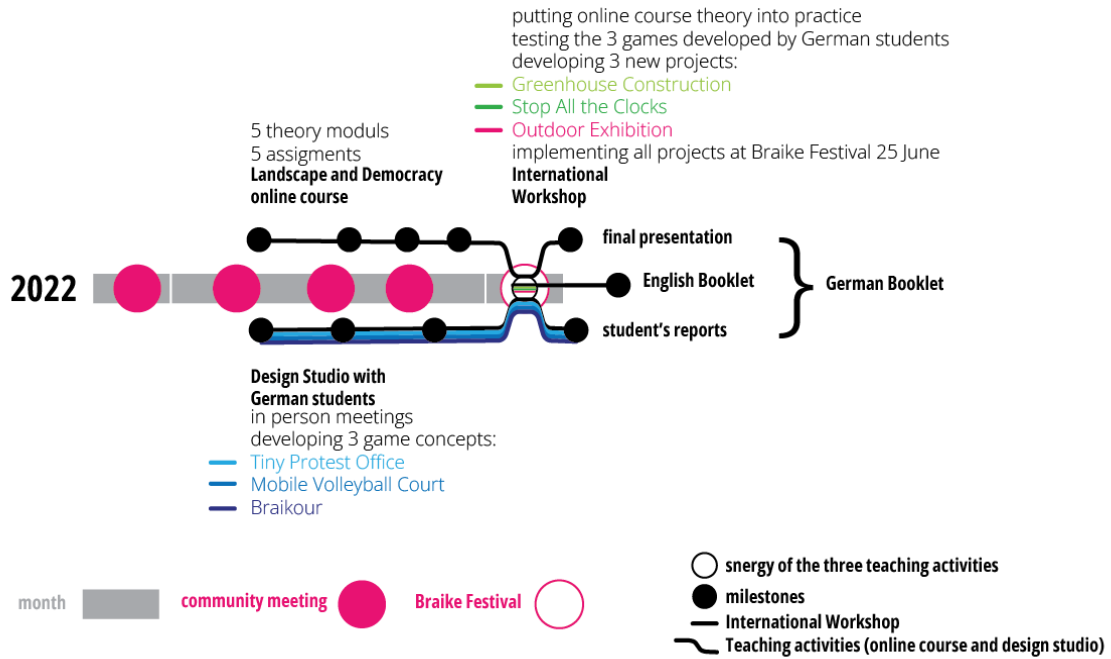 putting online course theory into practice
testing the 3 games developed by German students
developing 3 new projects:
Greenhouse Construction
Stop All the Clocks
Outdoor Exhibition
implementing all projects at Braike Festival 25 June
International
Workshop
5 theory moduls
5 assigments
Landscape and Democracy
online course
final presentation
2022
English Booklet
German Booklet
student's reports
Design Studio with
German students
in person meetings
developing 3 game concepts:
Tiny Protest Office
Mobile Volleyball Court
Braikour
month
community meeting
Braike Festival
snergy of the three teaching activities
milestones
International Workshop
Teaching activities (online course and design studio)